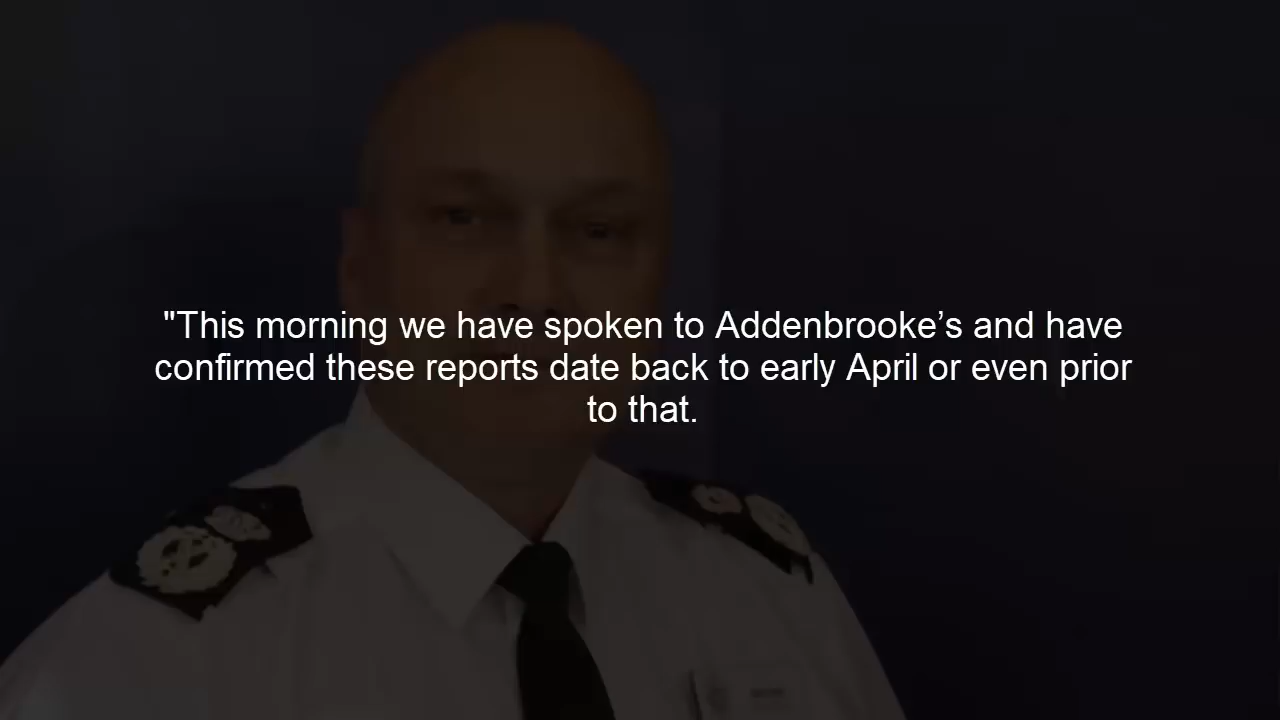 "This morning we have spoken to Addenbrooke’s and have
confirmed these reports date back to early April or even prior
to that.